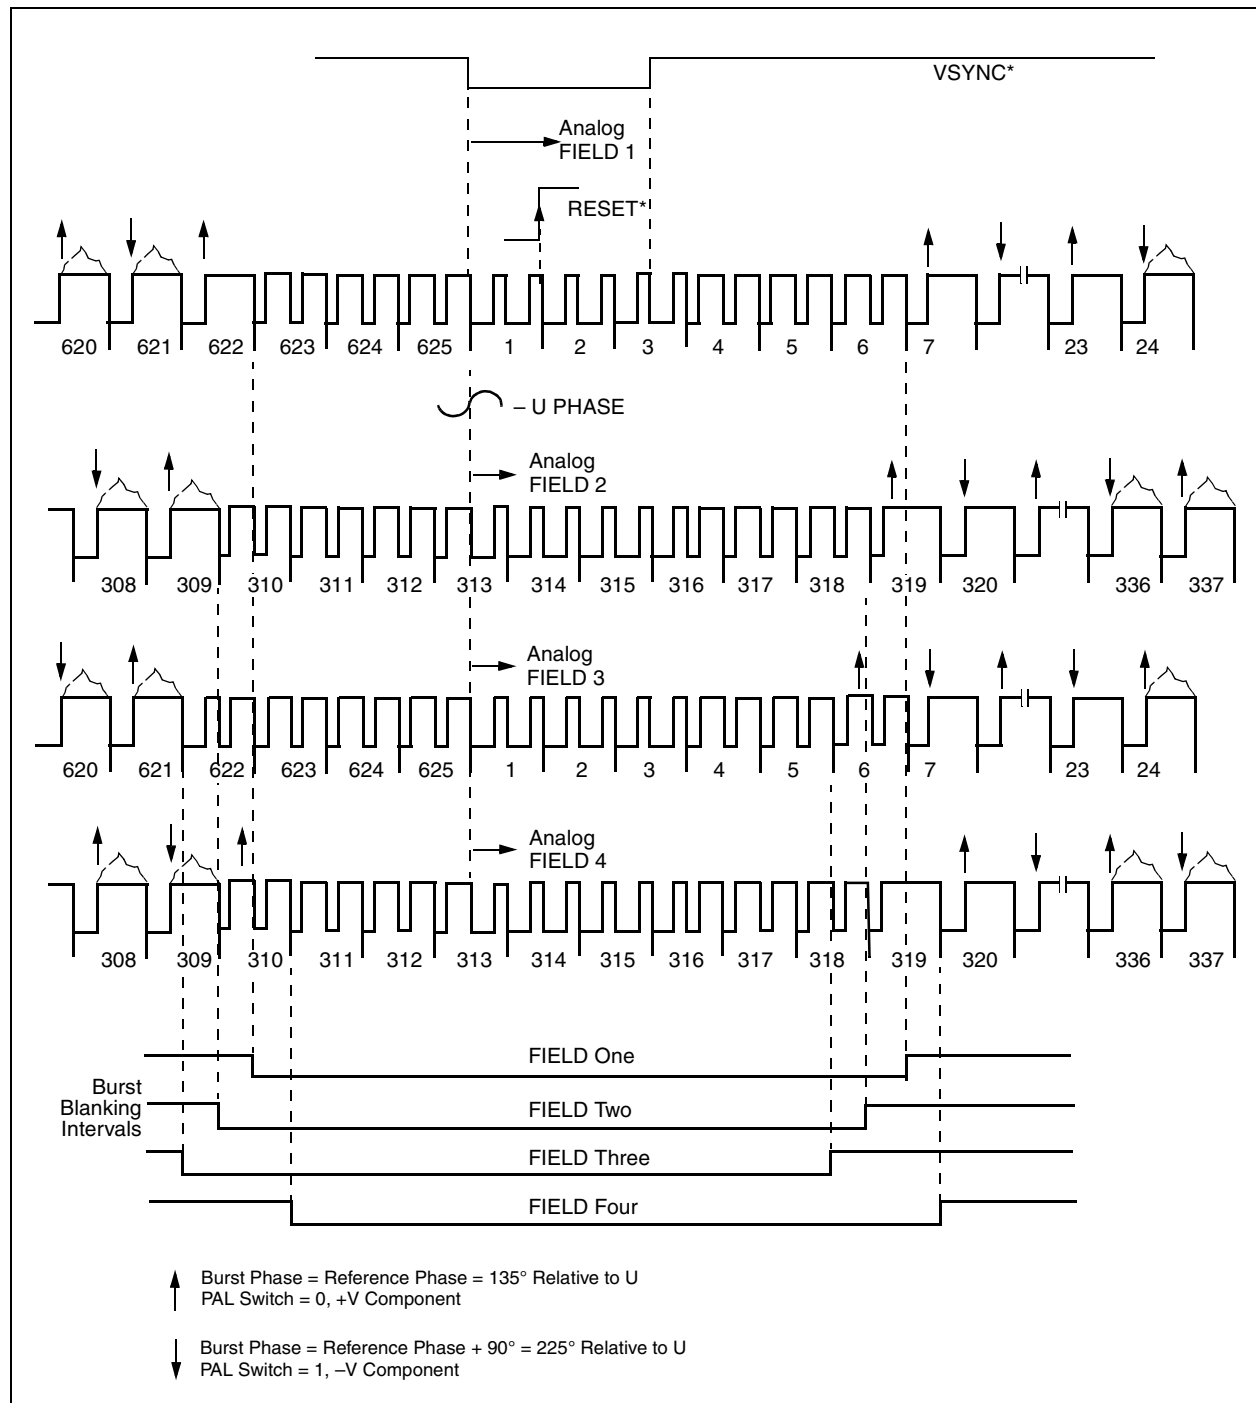 VSYNC*
Analog
FIELD 1
RESET*
620 621 622 623 624 625 1 2 3 4 5 6 7 23 24
– U PHASE
Analog
FIELD 2
308 309 310 311 312 313 314 315 316 317 318 319 320 336 337
Analog
FIELD 3
620 621 622 623 624 625 1 2 3 4 5 6 7 23 24
Analog
FIELD 4
308 309 310 311 312 313 314 315 316 317 318 319 320 336 337
FIELD One
Burst
Blanking
Intervals
FIELD Two
FIELD Three
FIELD Four
Burst Phase = Reference Phase = 135° Relative to U
PAL Switch = 0, +V Component
Burst Phase = Reference Phase + 90° = 225° Relative to U
PAL Switch = 1, –V Component